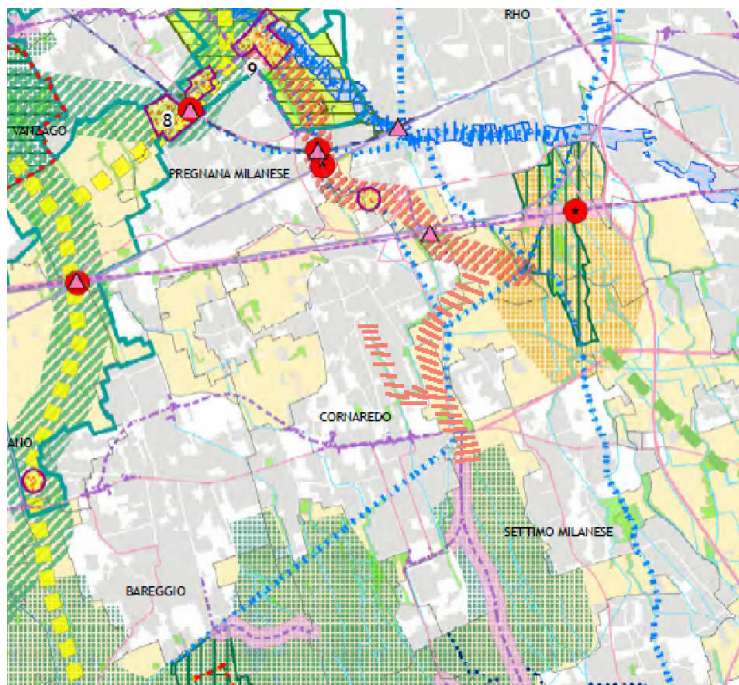 RHO
9
8
VANZAGO
PREGNANA MILANESE
CORNAREDO
ANO
SETTIMO MILANESE
BAREGGIO